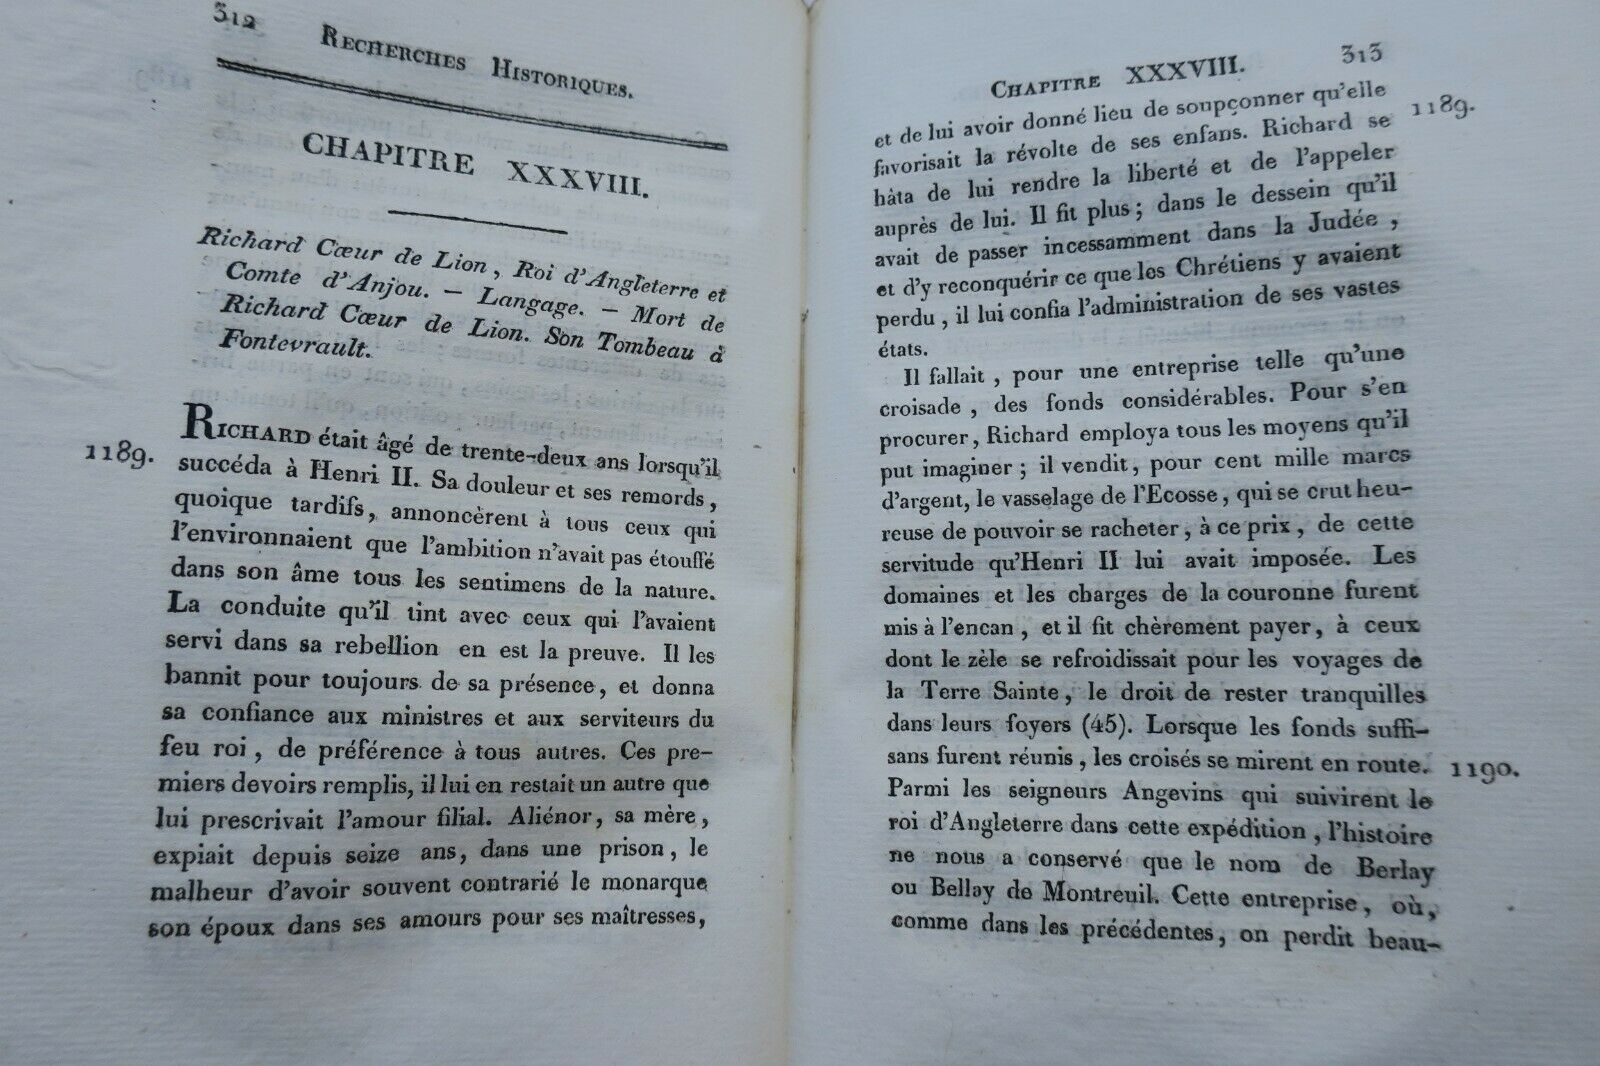 312 Recherches Historiques.
CHAPITRE XXXVIII.
Richard Cœur de Lion, Roi d'Angleterre et
Comte d'Anjou. — Langage. — Mort de
Richard Cœur de Lion. Son Tombeau à
Fontevrault.
1189. Richard était âgé de trente-deux ans lorsqu'il
succéda à Henri II. Sa douleur et ses remords,
quoique tardifs, annoncèrent à tous ceux qui
l'environnaient que l'ambition n'avait pas étouffé
dans son âme tous les sentimens de la nature.
La conduite qu'il tint avec ceux qui l'avaient
servi dans sa rebellion en est la preuve. Il les
bannit pour toujours de sa présence, et donna
sa confiance aux ministres et aux serviteurs du
feu roi, de préférence à tous autres. Ces pre-
miers devoirs remplis, il lui en restait un autre que
lui prescrivait l'amour filial. Aliénor, sa mère,
expiait depuis seize ans, dans une prison, le
malheur d'avoir souvent contrarié le monarque
son époux dans ses amours pour ses maîtresses,
Chapitre XXXVIII. 313
et de lui avoir donné lieu de soupçonner qu'elle
favorisait la révolte de ses enfans. Richard se 1189.
hâta de lui rendre la liberté et de l'appeler
auprès de lui. Il fit plus; dans le dessein qu'il
avait de passer incessamment dans la Judée,
et d'y reconquérir ce que les Chrétiens y avaient
perdu, il lui confia l'administration de ses vastes
états.
Il fallait, pour une entreprise telle qu'une
croisade, des fonds considérables. Pour s'en
procurer, Richard employa tous les moyens qu'il
put imaginer; il vendit, pour cent mille marcs
d'argent, le vasselage de l'Ecosse, qui se crut heu-
reuse de pouvoir se racheter, à ce prix, de cette
servitude qu'Henri II lui avait imposée. Les
domaines et les charges de la couronne furent
mis à l'encan, et il fit chèrement payer, à ceux
dont le zèle se refroidissait pour les voyages de
la Terre Sainte, le droit de rester tranquilles
dans leurs foyers (45). Lorsque les fonds suffi-
sans furent réunis, les croisés se mirent en route. 1190.
Parmi les seigneurs Angevins qui suivirent le
roi d'Angleterre dans cette expédition, l'histoire
ne nous a conservé que le nom de Berlay
ou Bellay de Montreuil. Cette entreprise, où,
comme dans les précédentes, on perdit beau-